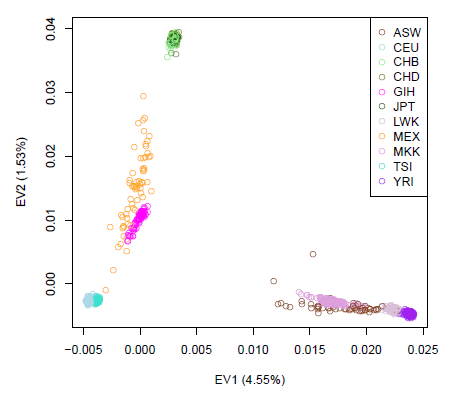 ASW
CEU
CHB
CHD
GIH
JPT
LWK
MEX
MKK
TSI
YRI
0.04
0.03
0.02
0.01
0.00
EV2 (1.53%)
−0.005 0.000 0.005 0.010 0.015 0.020 0.025
EV1 (4.55%)